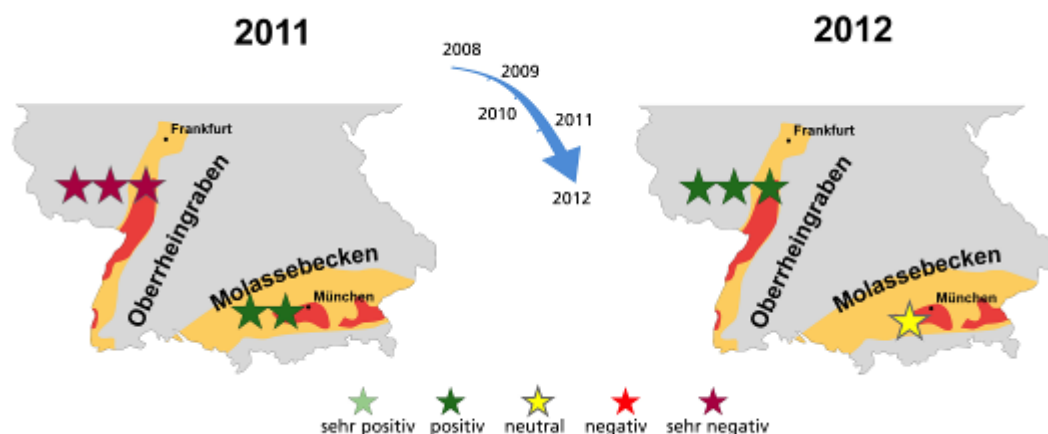 2011
2008
2009
2010
2011
2012
2012
Frankfurt
Oberrheingraben
Molassebecken
München
Frankfurt
Oberrheingraben
Molassebecken
München
sehr positiv
positiv
neutral
negativ
sehr negativ